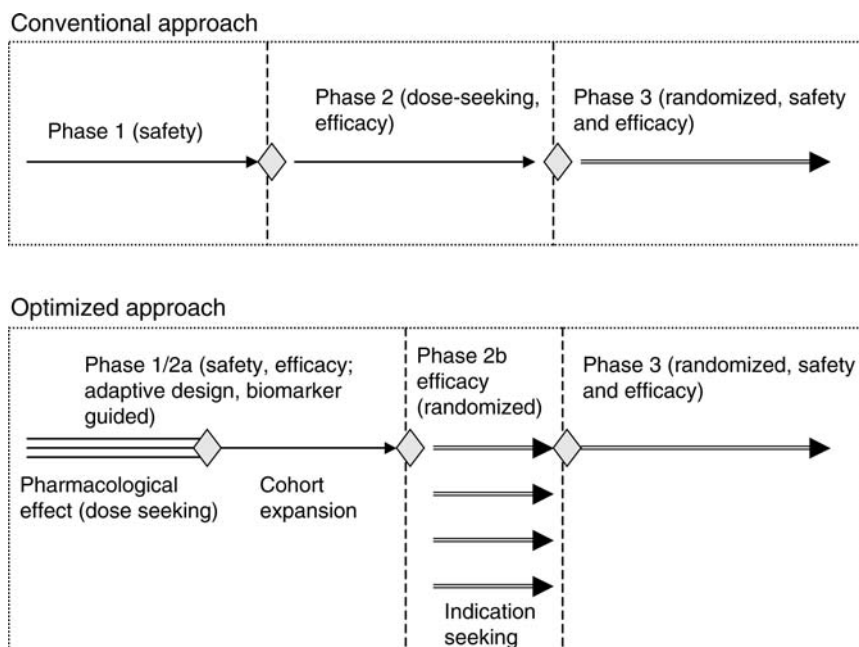 Conventional approach
Phase 1 (safety)
Phase 2 (dose-seeking,
efficacy)
Phase 3 (randomized, safety
and efficacy)
Optimized approach
Phase 1/2a (safety, efficacy;
adaptive design, biomarker
guided)
Phase 2b
efficacy
(randomized)
Phase 3 (randomized, safety
and efficacy)
Pharmacological
effect (dose seeking)
Cohort
expansion
Indication
seeking